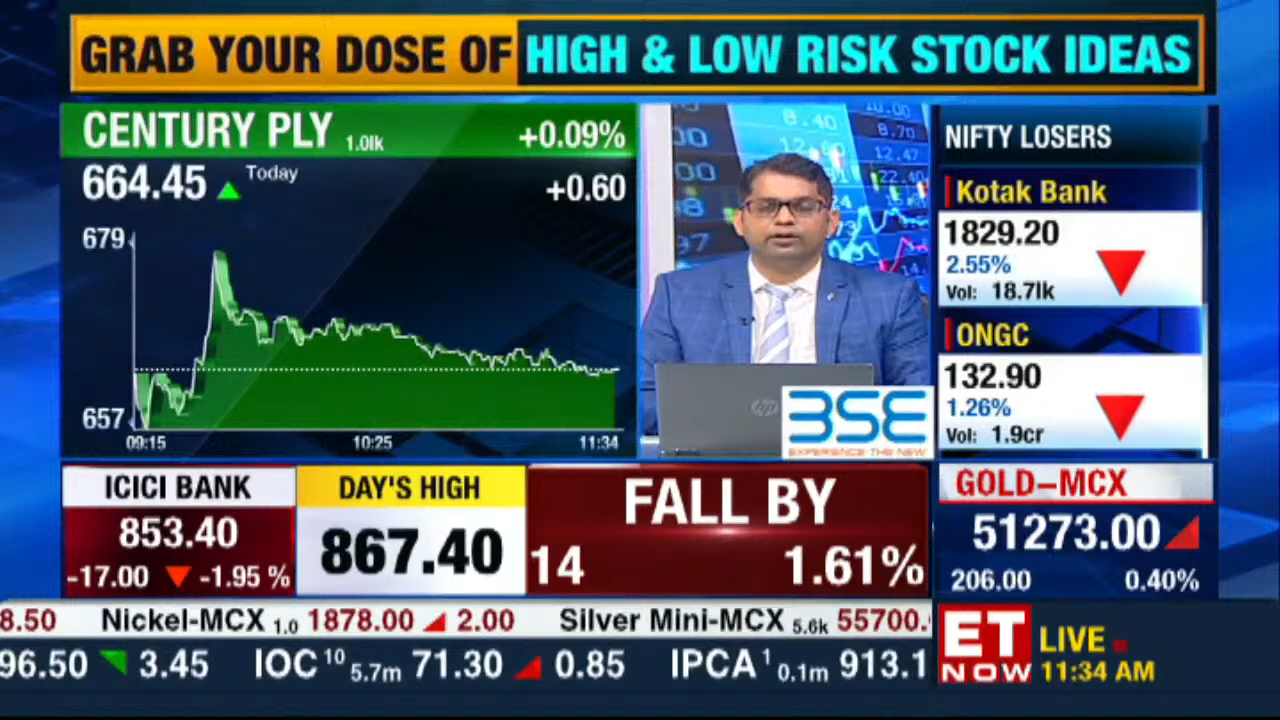 GRAB YOUR DOSE OF HIGH & LOW RISK STOCK IDEAS
CENTURY PLY 1.0lk +0.09%
664.45 Today +0.60
679
657
09:15 10:25 11:34
NIFTY LOSERS
Kotak Bank
1829.20
2.55%
Vol: 18.7lk
ONGC
132.90
1.26%
Vol: 1.9cr
hp
BSE
EXPERIENCE THE NEW
ICICI BANK
853.40
-17.00 -1.95 %
DAY'S HIGH
867.40
FALL BY
14 1.61%
GOLD-MCX
51273.00
206.00 0.40%
8.50 Nickel-MCX 1.0 1878.00 2.00 Silver Mini-MCX 5.6k 55700.
96.50 3.45 IOC 10 5.7m 71.30 0.85 IPCA 1 0.1m 913.1
ET NOW
LIVE
11:34 AM